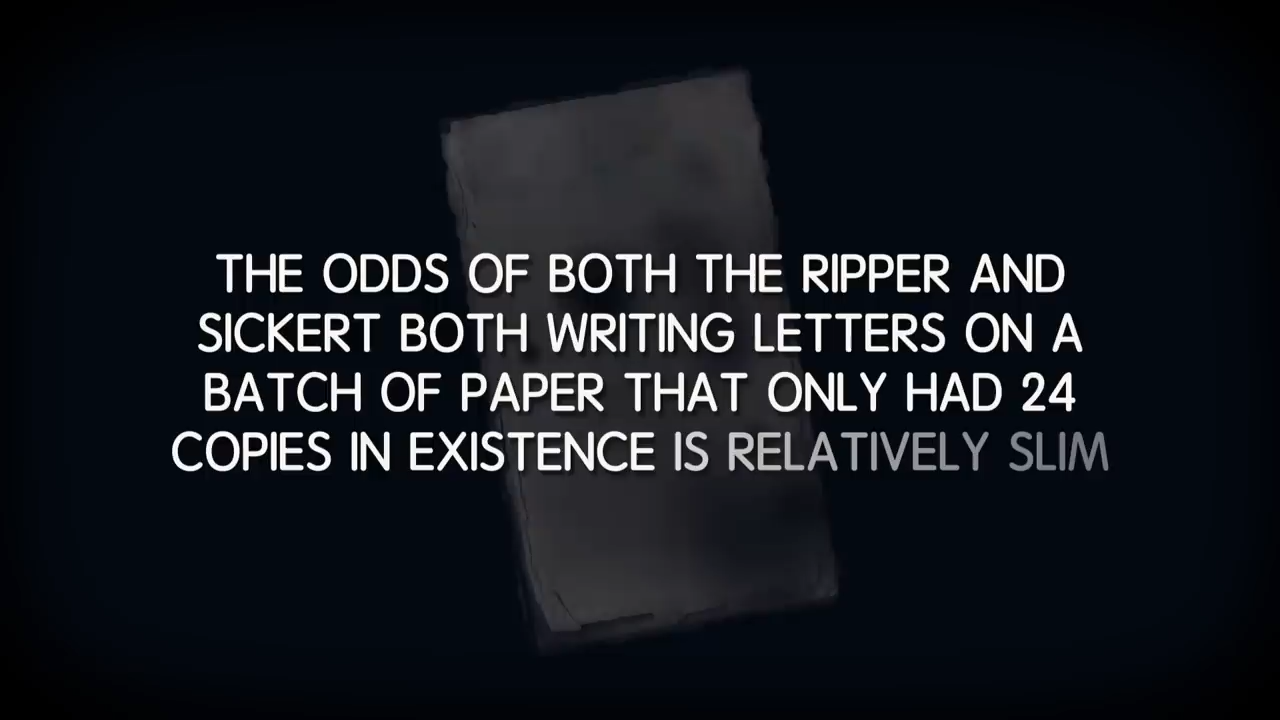 THE ODDS OF BOTH THE RIPPER AND
SICKERT BOTH WRITING LETTERS ON A
BATCH OF PAPER THAT ONLY HAD 24
COPIES IN EXISTENCE IS RELATIVELY SLIM